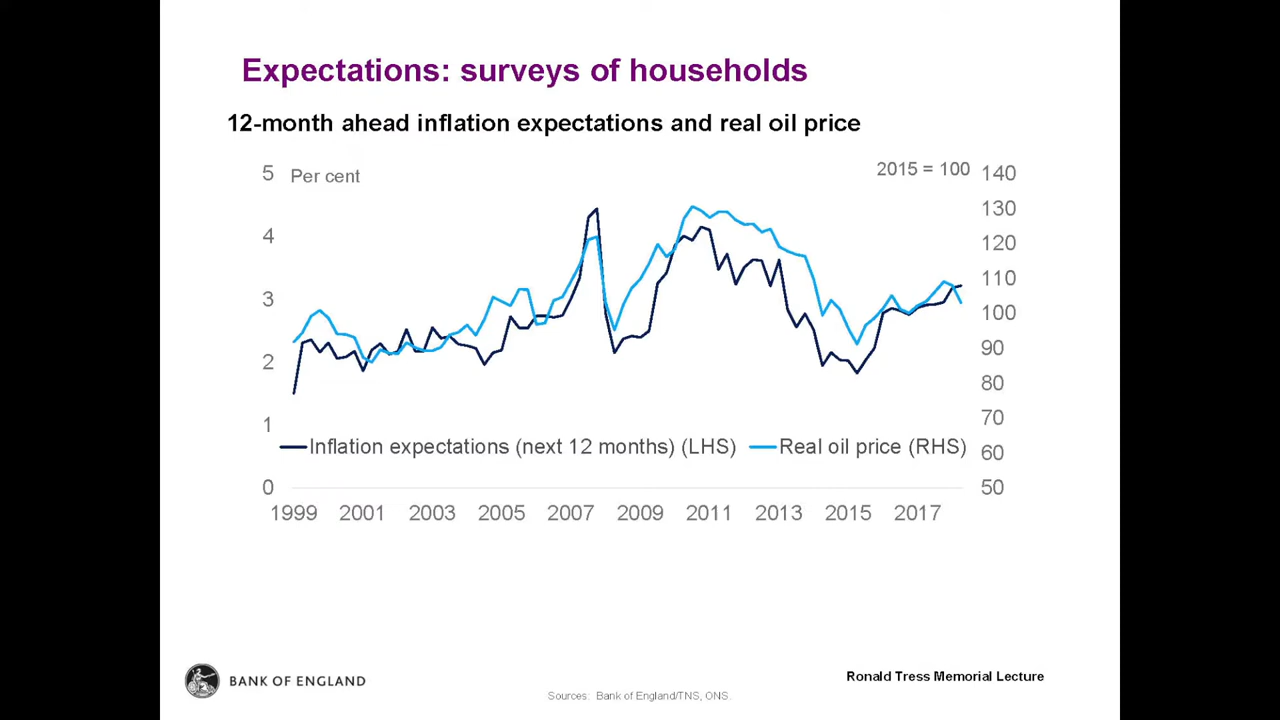 Expectations: surveys of households
12-month ahead inflation expectations and real oil price
5 Per cent 2015 = 100 140
130
4 120
110
3 100
2 90
80
1 70
Inflation expectations (next 12 months) (LHS) Real oil price (RHS) 60
0 50
1999 2001 2003 2005 2007 2009 2011 2013 2015 2017
BANK OF ENGLAND
Ronald Tress Memorial Lecture
Sources: Bank of England/TNS, ONS.